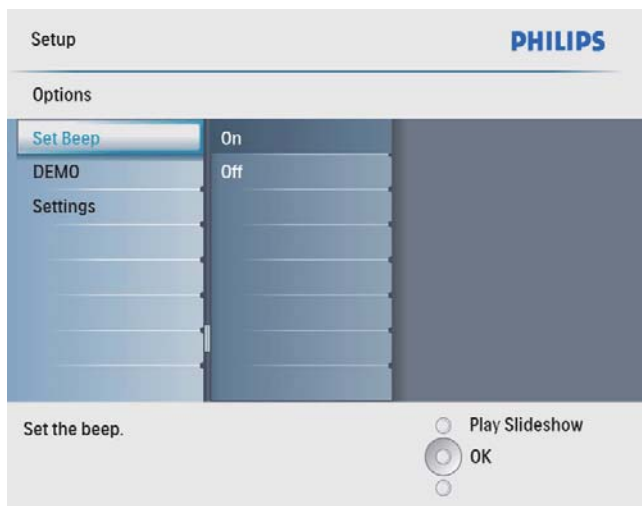 Setup
PHILIPS
Options
Set Beep
On
DEMO
Off
Settings
Set the beep.
Play Slideshow
OK